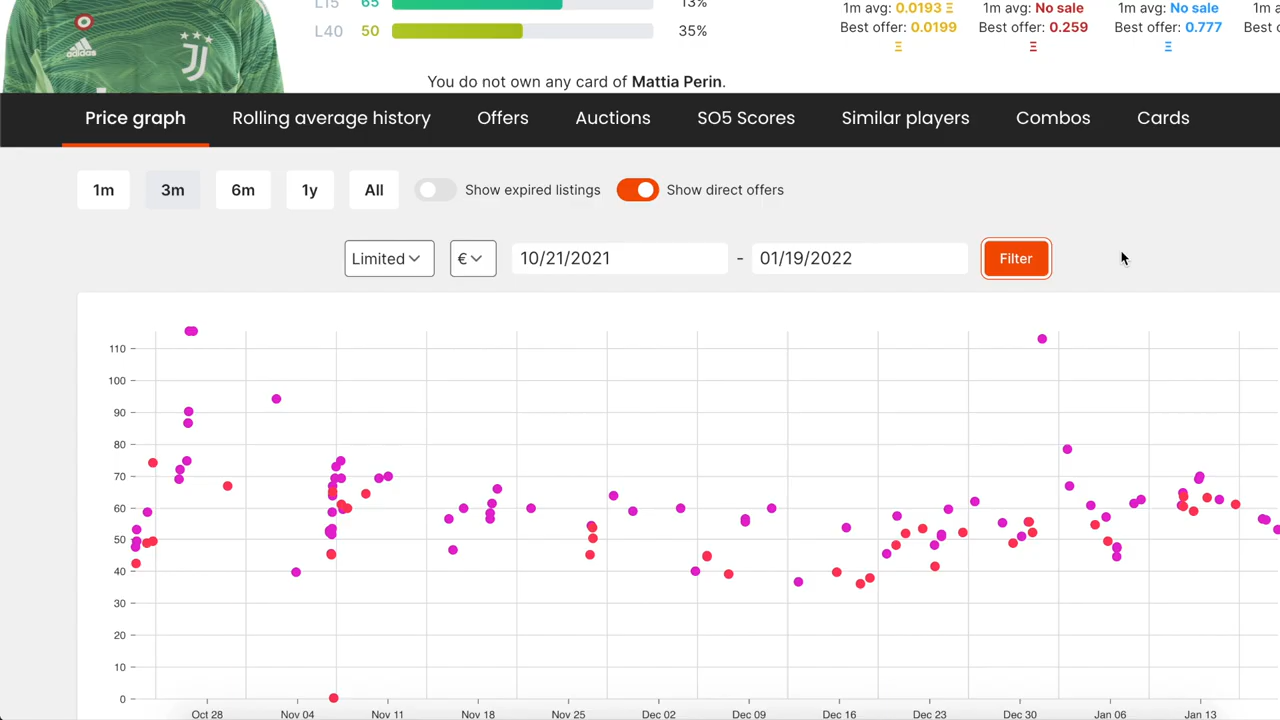 L15 65 13%
L40 50 35%
1m avg: 0.0193 Ξ
Best offer: 0.0199
Ξ
1m avg: No sale
Best offer: 0.259
Ξ
1m avg: No sale
Best offer: 0.777
Ξ
1m a
Best o
adidas
You do not own any card of Mattia Perin.
Price graph Rolling average history Offers Auctions SO5 Scores Similar players Combos Cards
1m 3m 6m 1y All Show expired listings Show direct offers
Limited € 10/21/2021 - 01/19/2022 Filter
110
100
90
80
70
60
50
40
30
20
10
0
Oct 28 Nov 04 Nov 11 Nov 18 Nov 25 Dec 02 Dec 09 Dec 16 Dec 23 Dec 30 Jan 06 Jan 13